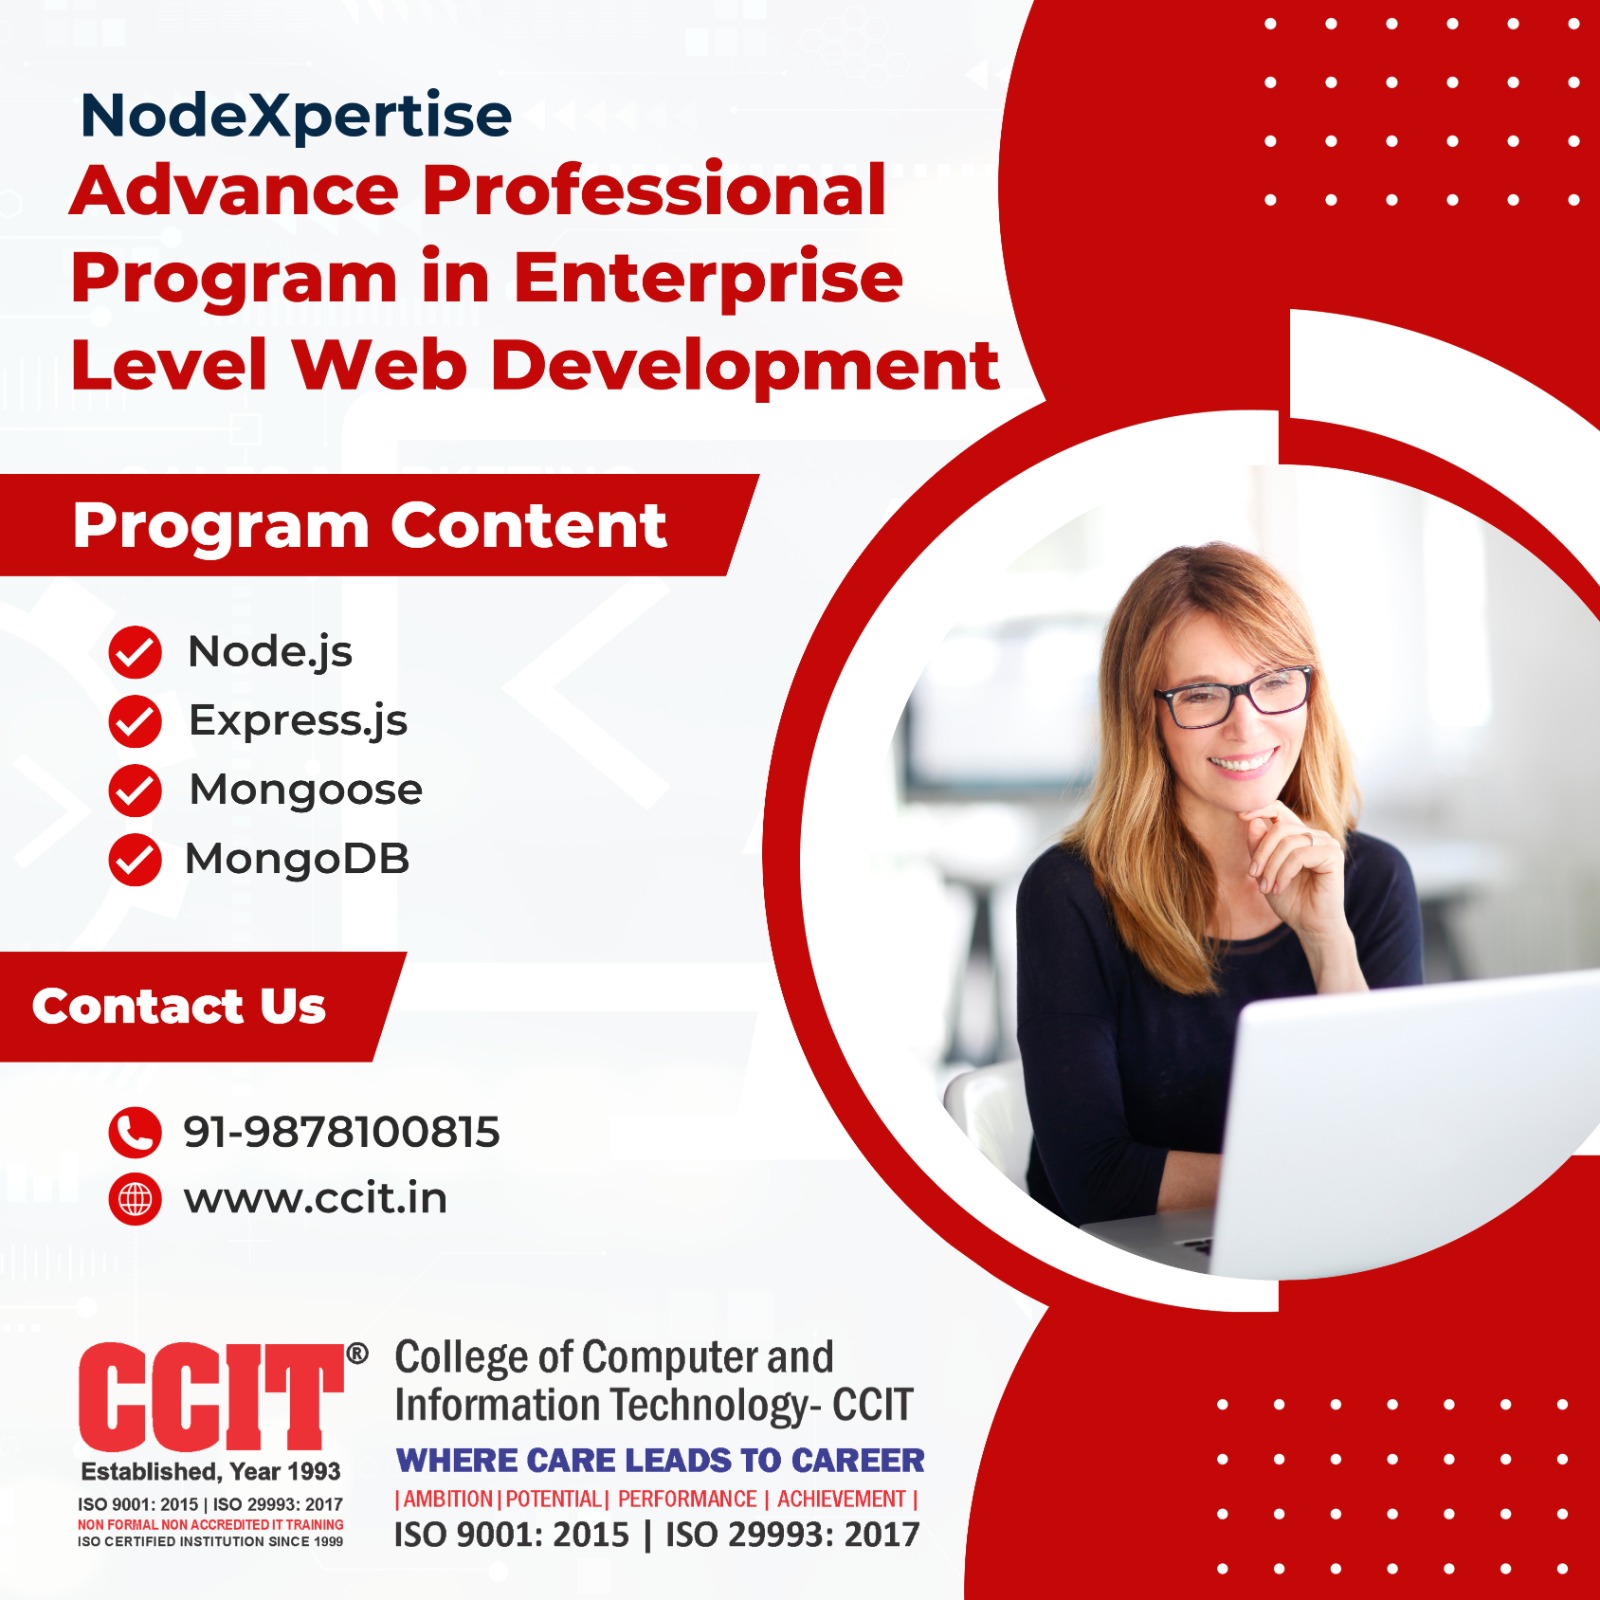 NodeXpertise
Advance Professional
Program in Enterprise
Level Web Development
Program Content
Node.js
Express.js
Mongoose
MongoDB
Contact Us
91-9878100815
www.ccit.in
CCIT®
Established, Year 1993
ISO 9001: 2015 | ISO 29993: 2017
NON FORMAL NON ACCREDITED IT TRAINING
ISO CERTIFIED INSTITUTION SINCE 1999
College of Computer and
Information Technology- CCIT
WHERE CARE LEADS TO CAREER
| AMBITION | POTENTIAL | PERFORMANCE | ACHIEVEMENT |
ISO 9001: 2015 | ISO 29993: 2017